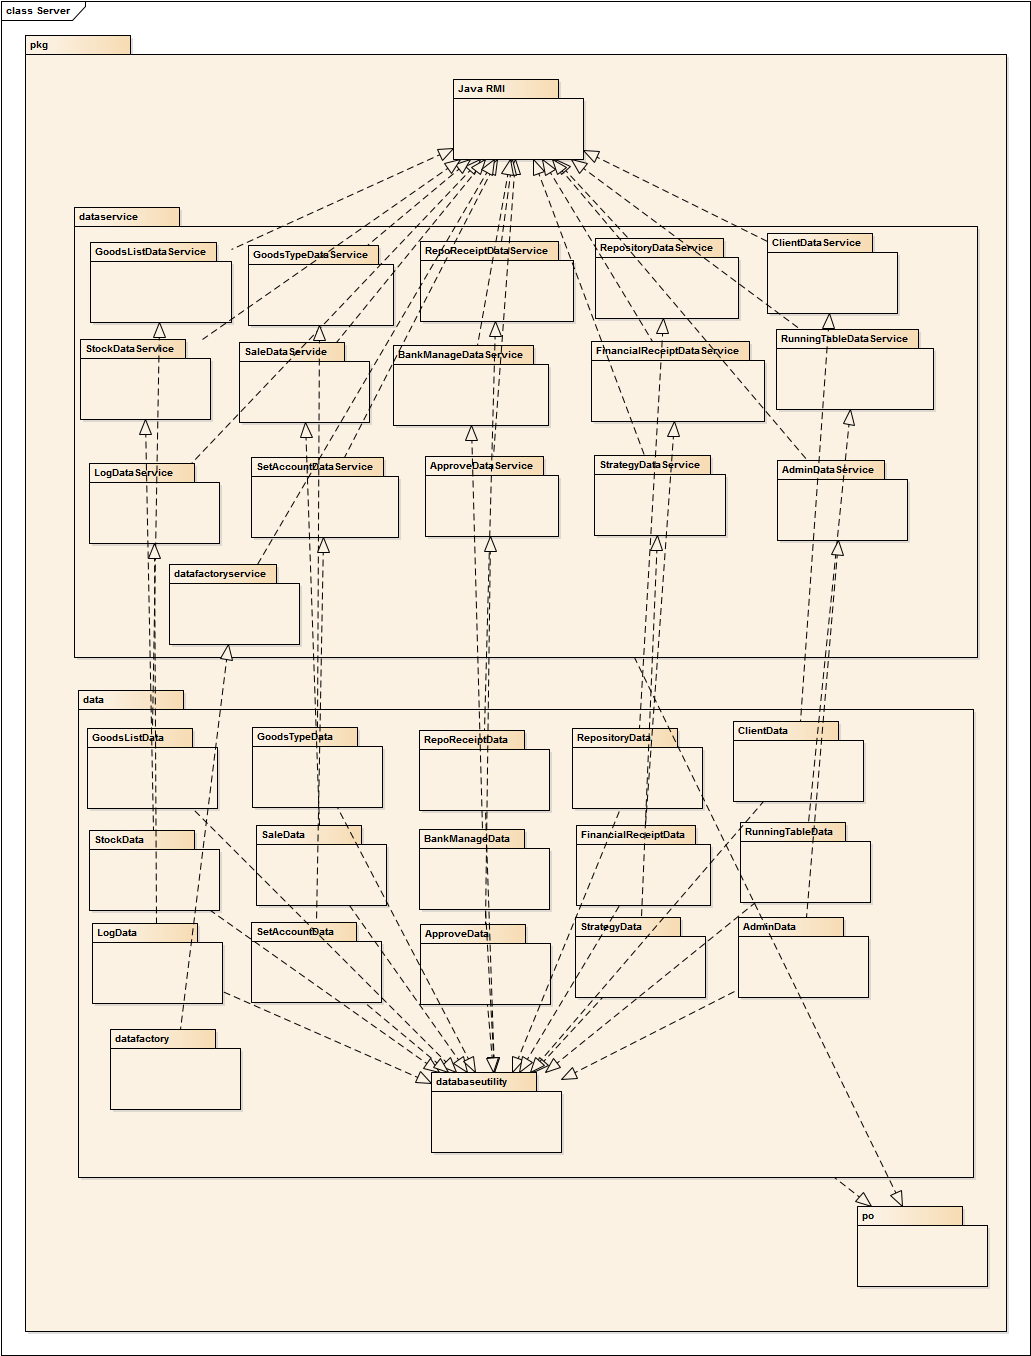 class Server
pkg
Java RMI
dataservice
GoodsListDataService
GoodsTypeDataService
RepoReceiptDataService
RepositoryDataService
ClientDataService
StockDataService
SaleDataService
BankManageDataService
FinancialReceiptDataService
RunningTableDataService
LogDataService
SetAccountDataService
ApproveDataService
StrategyDataService
AdminDataService
datafactoryservice
data
GoodsListData
GoodsTypeData
RepoReceiptData
RepositoryData
ClientData
StockData
SaleData
BankManageData
FinancialReceiptData
RunningTableData
LogData
SetAccountData
ApproveData
StrategyData
AdminData
datafactory
databaseutility
po